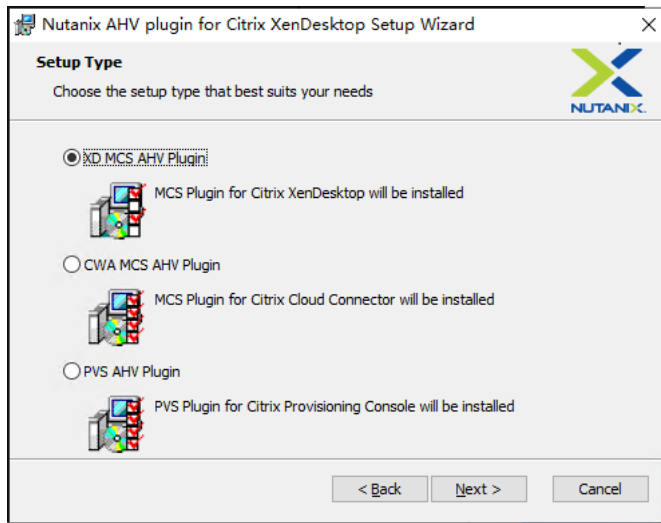 Nutanix AHV plugin for Citrix XenDesktop Setup Wizard
Setup Type
Choose the setup type that best suits your needs
NUTANIX.
XD MCS AHV Plugin
MCS Plugin for Citrix XenDesktop will be installed
CWA MCS AHV Plugin
MCS Plugin for Citrix Cloud Connector will be installed
PVS AHV Plugin
PVS Plugin for Citrix Provisioning Console will be installed
< Back Next > Cancel